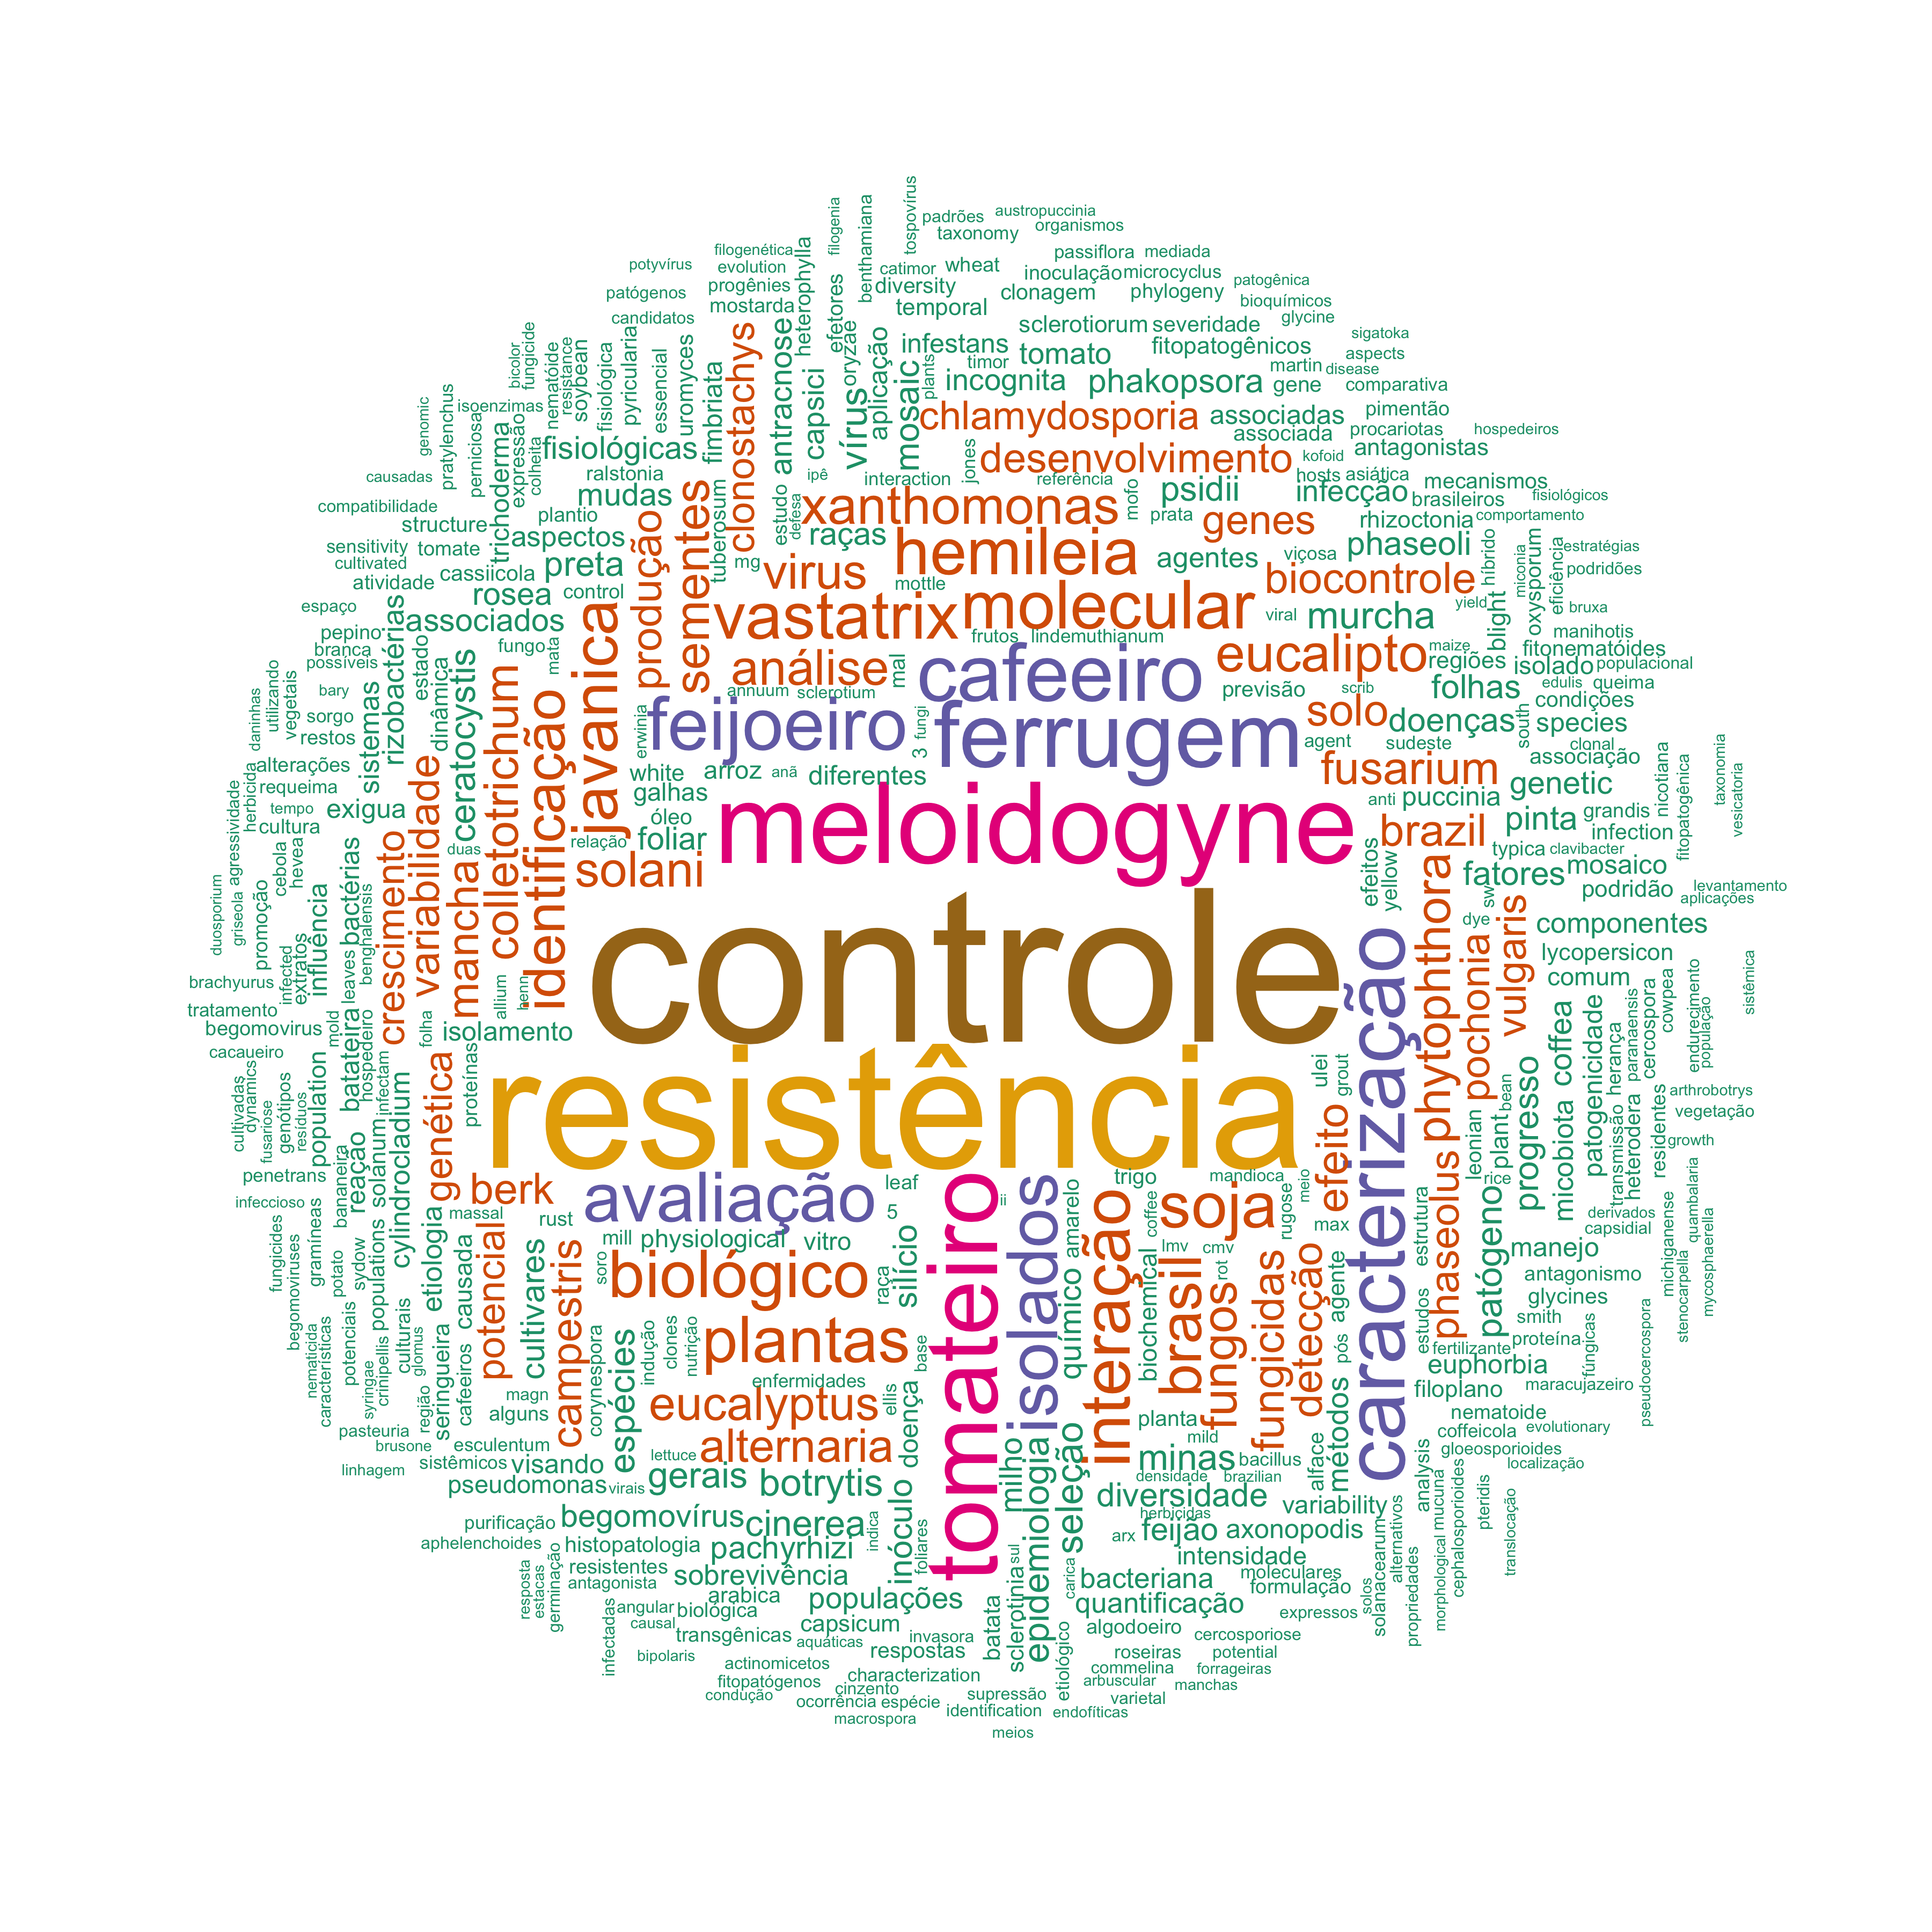 controle
resistência
meloidogyne
tomateiro
ferrugem
cafeeiro
feijoeiro
caracterização
avaliação
isolados
hemileia
vastatrix
molecular
xanthomonas
javanica
identificação
biológico
plantas
interação
soja
brasil
eucalipto
análise
virus
sementes
produção
clonostachys
chlamydosporia
desenvolvimento
genes
biocontrole
solo
fusarium
brazil
phytophthora
pochonia
vulgaris
phaseolus
efeito
detecção
fungicidas
fungos
eucalyptus
alternaria
campestris
potencial
berk
genética
crescimento
variabilidade
mancha
colletotrichum
solani
austropuccinia
padrões
organismos
taxonomy
tospovírus
filogenia
benthamiana
heterophylla
filogenética
evolution
potyvírus
progênies
patógenos
mostarda
candidatos
catimor
wheat
diversity
temporal
passiflora
mediada
inoculação
microcyclus
patogênica
clonagem
phylogeny
bioquímicos
glycine
sclerotiorum
severidade
sigatoka
infestans
tomato
fitopatogênicos
aspects
timor
martin
disease
incognita
phakopsora
gene
comparativa
plants
efetores
oryzae
aplicação
vírus
mosaic
capsici
antracnose
fimbriata
uromyces
essencial
pyricularia
fisiológica
soybean
resistance
nematóide
fungicide
bicolor
isoenzimas
pratylenchus
genomic
perniciosa
expressão
colheita
trichoderma
fisiológicas
ralstonia
mudas
causadas
compatibilidade
structure
plantio
aspectos
sensitivity
tomate
cultivated
atividade
cassiicola
preta
rosea
control
espaço
associados
rizobactérias
pepino
branca
fungo
possíveis
estado
mata
bary
dinâmica
ceratocystis
sistemas
vegetais
utilizando
daninhas
sorgo
restos
alterações
requeima
tempo
exigua
cultura
herbicida
agressividade
associadas
associada
pimentão
procariotas
hospedeiros
antagonistas
kofoid
hosts
asiática
mecanismos
infecção
brasileiros
fisiológicos
rhizoctonia
comportamento
phaseoli
viçosa
psidii
agentes
jones
interaction
referência
mofo
prata
ipê
estudo
defesa
raças
tuberosum
mg
mottle
viral
murcha
frutos
lindemuthianum
yield
híbrido
miconia
blight
oxysporum
eficiência
estratégias
podridões
bruxa
manihotis
fitonematóides
maize
regiões
isolado
populacional
edulis
queima
previsão
scrib
folhas
condições
south
doenças
species
agent
sudeste
clonal
associação
genetic
nicotiana
fitopatogênica
taxonomia
vesicatoria
anti
puccinia
grandis
pinta
infection
typica
clavibacter
efeitos
yellow
fatores
mosaico
sw
podridão
levantamento
aplicações
dye
componentes
lycopersicon
comum
sistêmica
annuum
sclerotium
mal
erwinia
3
fungi
white
arroz
anã
diferentes
galhas
óleo
relação
foliar
duas
duosporium
griseola
promoção
cebola
hevea
influência
extratos
infected
bactérias
leaves
benghalensis
brachyurus
tratamento
begomovirus
mold
batateira
hospedeiro
folha
allium
henn
isolamento
cacaueiro
cultivadas
dynamics
fusariose
genótipos
resíduos
population
infectam
cylindrocladium
proteínas
penetrans
reação
solanum
infeccioso
bananeira
massal
etiologia
rust
fungicides
begomoviruses
gramíneas
potato
sydow
populations
causada
cultivares
nematicida
características
potenciais
syringae
crinipellis
culturais
glomus
região
seringueira
cafeeiros
magn
alguns
pasteuria
brusone
esculentum
linhagem
sistêmicos
visando
pseudomonas
virais
espécies
corynespora
mill
physiological
vitro
soro
indução
clones
nutrição
raça
silício
leaf
5
ii
base
enfermidades
ellis
doença
lettuce
gerais
botrytis
purificação
begomovírus
cinerea
aphelenchoides
histopatologia
pachyrhizi
indica
inóculo
foliares
resistentes
antagonista
sobrevivência
resposta
estacas
germinação
arabica
angular
biológica
causal
populações
capsicum
transgênicas
aquáticas
invasora
respostas
infectadas
bipolaris
actinomicetos
fitopatógenos
characterization
cinzento
condução
ocorrência
espécie
macrospora
supressão
identification
meios
endofíticas
batata
sclerotinia
sul
epidemiologia
milho
etiológico
carica
seleção
químico
amarelo
trigo
mandioca
coffee
biochemical
lmv
cmv
rot
rugose
meio
max
ulei
grout
planta
mild
minas
bacillus
densidade
brazilian
diversidade
herbicidas
variability
arx
feijão
axonopodis
intensidade
bacteriana
moleculares
formulação
quantificação
expressos
algodoeiro
cercosporiose
roseiras
potential
commelina
forrageiras
arbuscular
manchas
varietal
solos
solanacearum
alternativos
propriedades
morphological
mucuna
cephalosporioides
pteridis
translocação
alface
métodos
pós
agente
estudos
estrutura
analysis
nematoide
evolutionary
coffeicola
gloeosporioides
localização
filoplano
maracujazeiro
euphorbia
fertilizante
proteína
fúngicas
pseudocercospora
smith
glycines
antagonismo
manejo
stenocarpella
mycosphaerella
michiganense
quambalaria
capsidial
derivados
patógeno
leonian
plant
rice
bean
progresso
micobiota
coffea
patogenicidade
transmissão
herança
heterodera
paranaensis
residentes
cercospora
cowpea
endurecimento
população
arthrobotrys
vegetação
growth